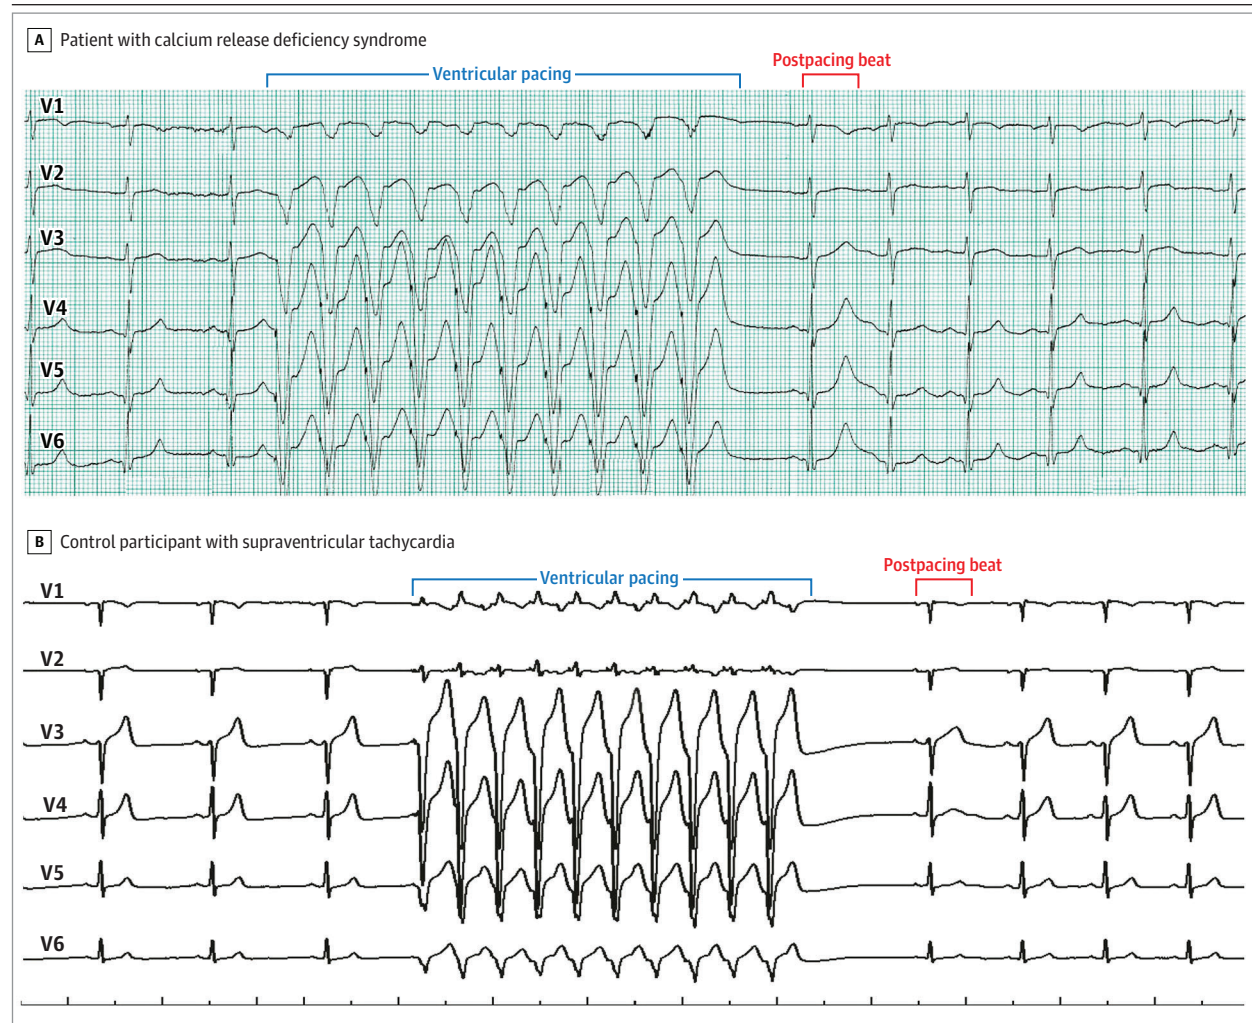 A Patient with calcium release deficiency syndrome
Ventricular pacing
Postpacing beat
V1
V2
V3
V4
V5
V6
B Control participant with supraventricular tachycardia
Ventricular pacing
Postpacing beat
V1
V2
V3
V4
V5
V6